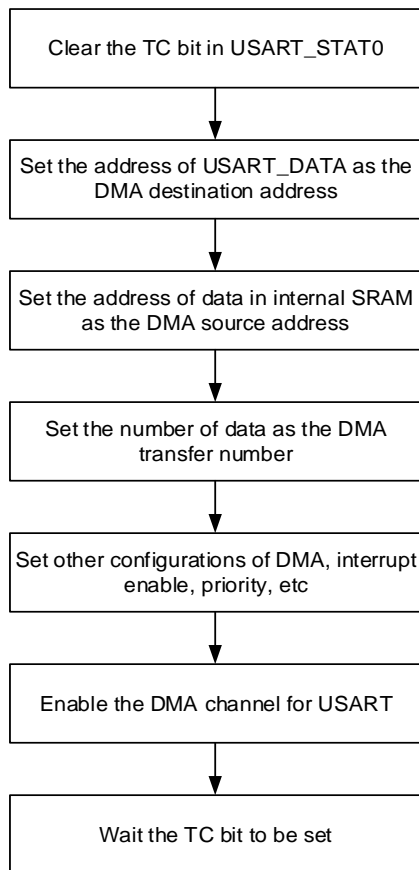 Clear the TC bit in USART_STAT0
Set the address of USART_DATA as the
DMA destination address
Set the address of data in internal SRAM
as the DMA source address
Set the number of data as the DMA
transfer number
Set other configurations of DMA, interrupt
enable, priority, etc
Enable the DMA channel for USART
Wait the TC bit to be set